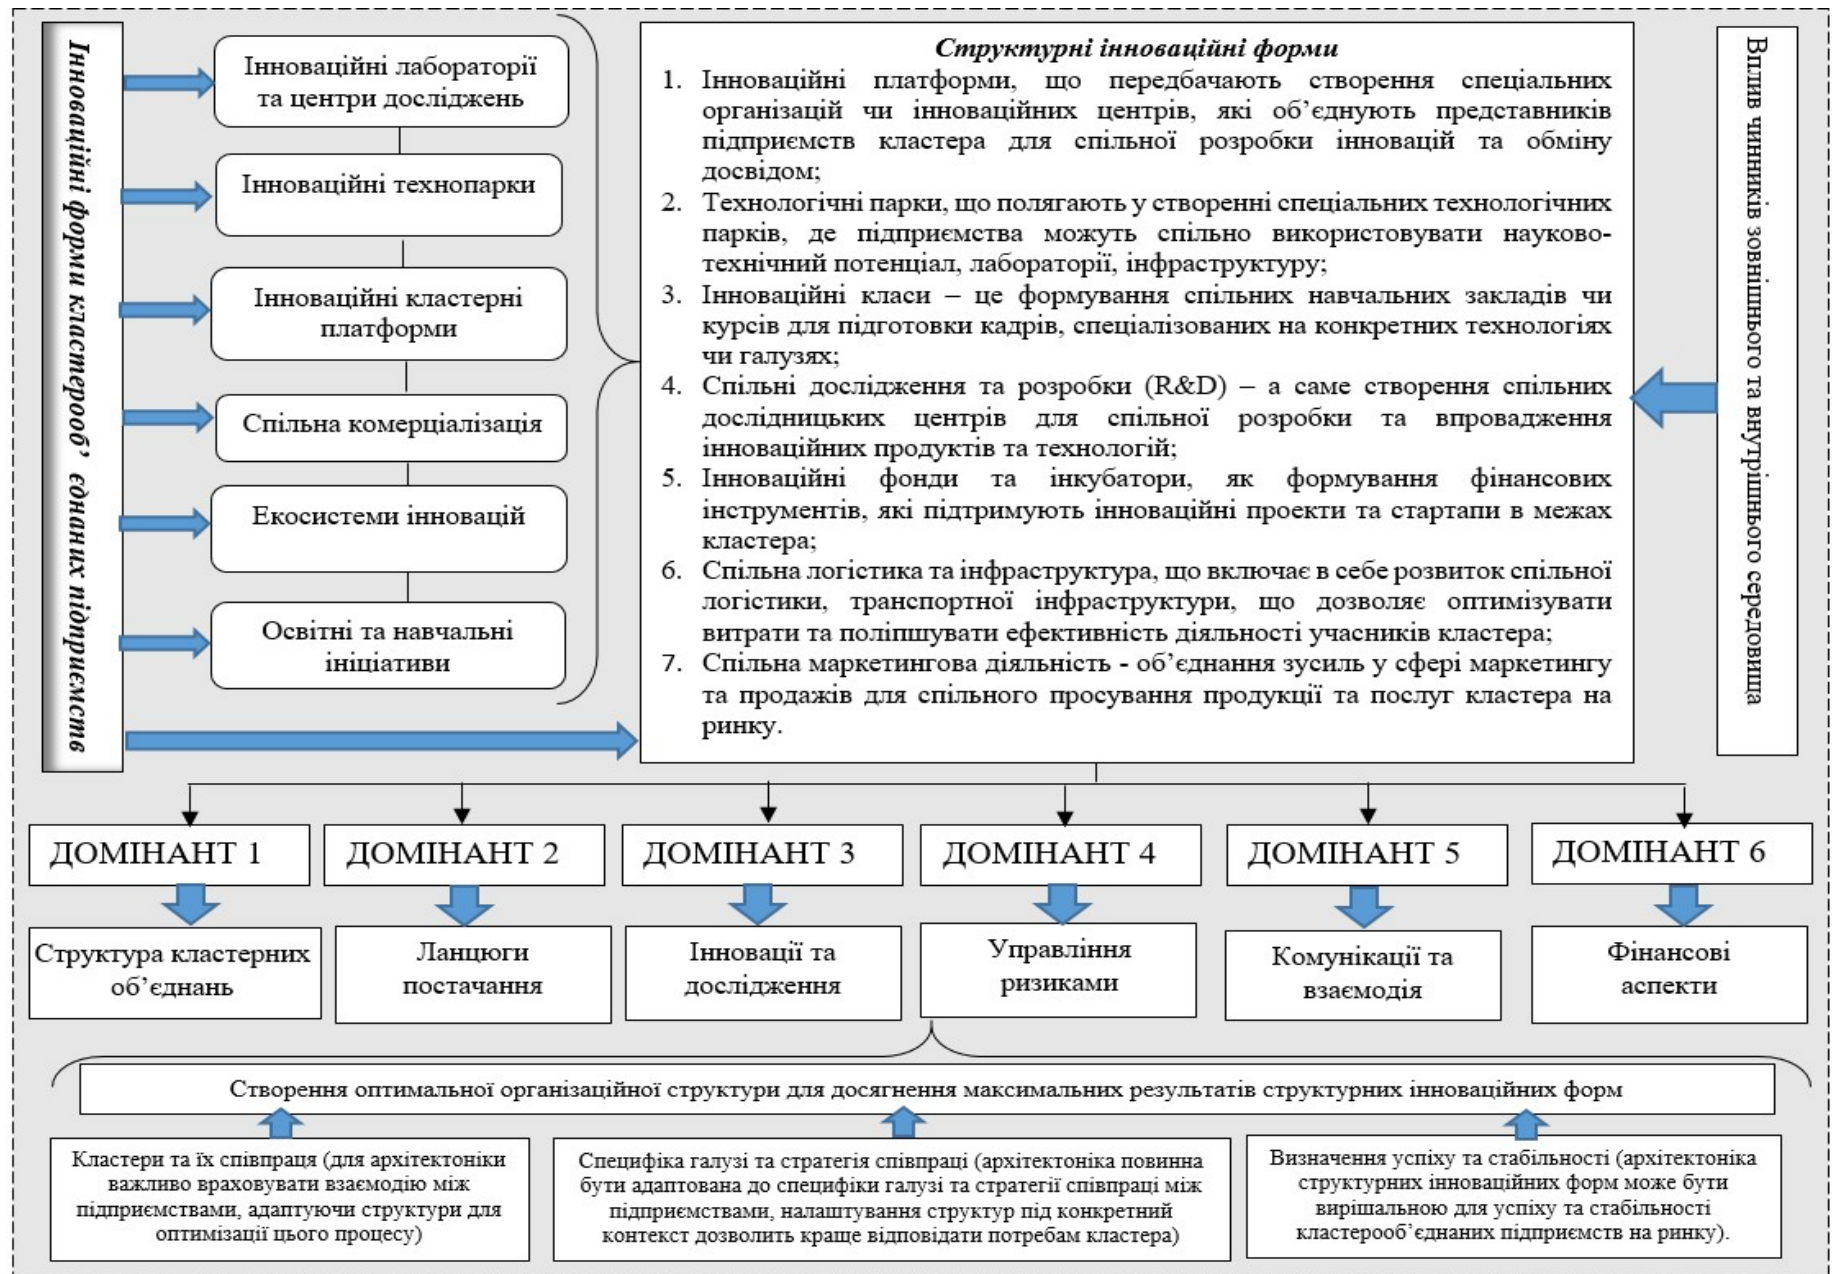 Інноваційні форми кластерооб’ єднаних підприємств
Інноваційні лабораторії
та центри досліджень
Інноваційні технопарки
Інноваційні кластерні
платформи
Спільна комерціалізація
Екосистеми інновацій
Освітні та навчальні
ініціативи
Структурні інноваційні форми
1. Інноваційні платформи, що передбачають створення спеціальних
організацій чи інноваційних центрів, які об’єднують представників
підприємств кластера для спільної розробки інновацій та обміну
досвідом;
2. Технологічні парки, що полягають у створенні спеціальних технологічних
парків, де підприємства можуть спільно використовувати науково-
технічний потенціал, лабораторії, інфраструктуру;
3. Інноваційні класи – це формування спільних навчальних закладів чи
курсів для підготовки кадрів, спеціалізованих на конкретних технологіях
чи галузях;
4. Спільні дослідження та розробки (R&D) – а саме створення спільних
дослідницьких центрів для спільної розробки та впровадження
інноваційних продуктів та технологій;
5. Інноваційні фонди та інкубатори, як формування фінансових
інструментів, які підтримують інноваційні проекти та стартапи в межах
кластера;
6. Спільна логістика та інфраструктура, що включає в себе розвиток спільної
логістики, транспортної інфраструктури, що дозволяє оптимізувати
витрати та поліпшувати ефективність діяльності учасників кластера;
7. Спільна маркетингова діяльність - об’єднання зусиль у сфері маркетингу
та продажів для спільного просування продукції та послуг кластера на
ринку.
Вплив чинників зовнішнього та внутрішнього середовища
ДОМІНАНТ 1
ДОМІНАНТ 2
ДОМІНАНТ 3
ДОМІНАНТ 4
ДОМІНАНТ 5
ДОМІНАНТ 6
Структура кластерних
об’єднань
Ланцюги
постачання
Інновації та
дослідження
Управління
ризиками
Комунікації та
взаємодія
Фінансові
аспекти
Створення оптимальної організаційної структури для досягнення максимальних результатів структурних інноваційних форм
Кластери та їх співпраця (для архітектоніки
важливо враховувати взаємодію між
підприємствами, адаптуючи структури для
оптимізації цього процесу)
Специфіка галузі та стратегія співпраці (архітектоніка повинна
бути адаптована до специфіки галузі та стратегії співпраці між
підприємствами, налаштування структур під конкретний
контекст дозволить краще відповідати потребам кластера)
Визначення успіху та стабільності (архітектоніка
структурних інноваційних форм може бути
вирішальною для успіху та стабільності
кластерооб’єднаних підприємств на ринку).